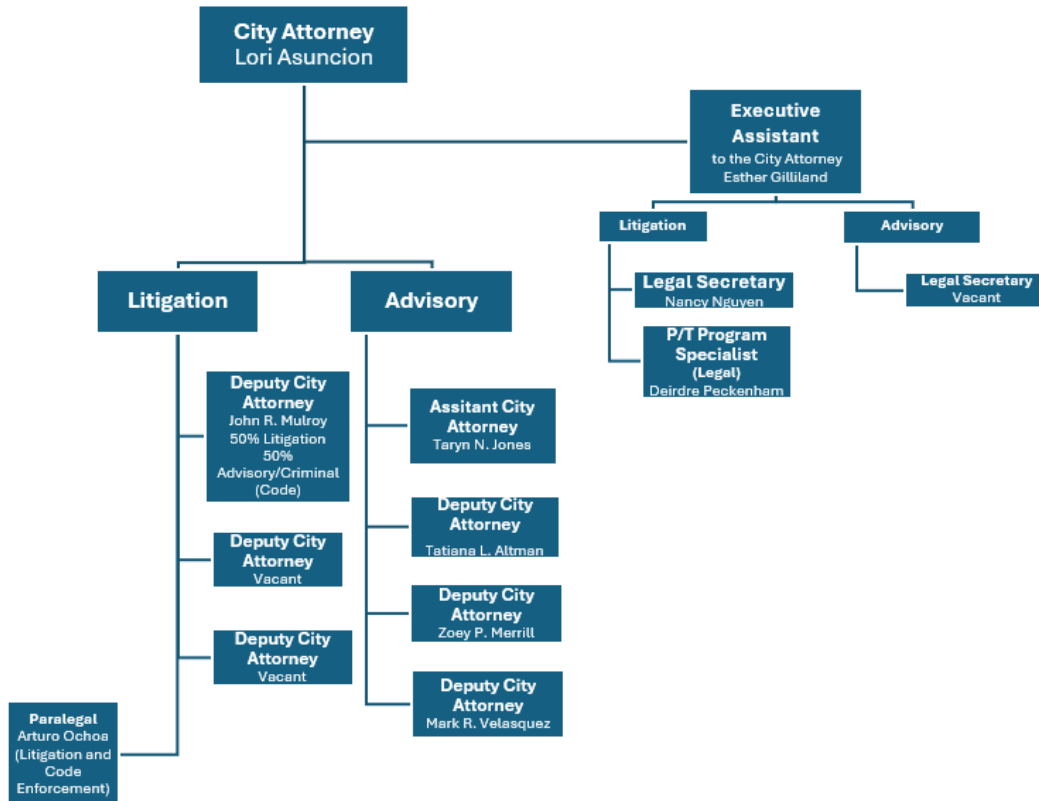 City Attorney
Lori Asuncion
Executive
Assistant
to the City Attorney
Esther Gilliland
Litigation
Advisory
Legal Secretary
Nancy Nguyen
Legal Secretary
Vacant
P/T Program
Specialist
(Legal)
Deirdre Peckenham
Litigation
Advisory
Deputy City
Attorney
John R. Mulroy
50% Litigation
50%
Advisory/Criminal
(Code)
Deputy City
Attorney
Vacant
Deputy City
Attorney
Vacant
Paralegal
Arturo Ochoa
(Litigation and
Code
Enforcement)
Assitant City
Attorney
Taryn N. Jones
Deputy City
Attorney
Tatiana L. Altman
Deputy City
Attorney
Zoey P. Merrill
Deputy City
Attorney
Mark R. Velasquez